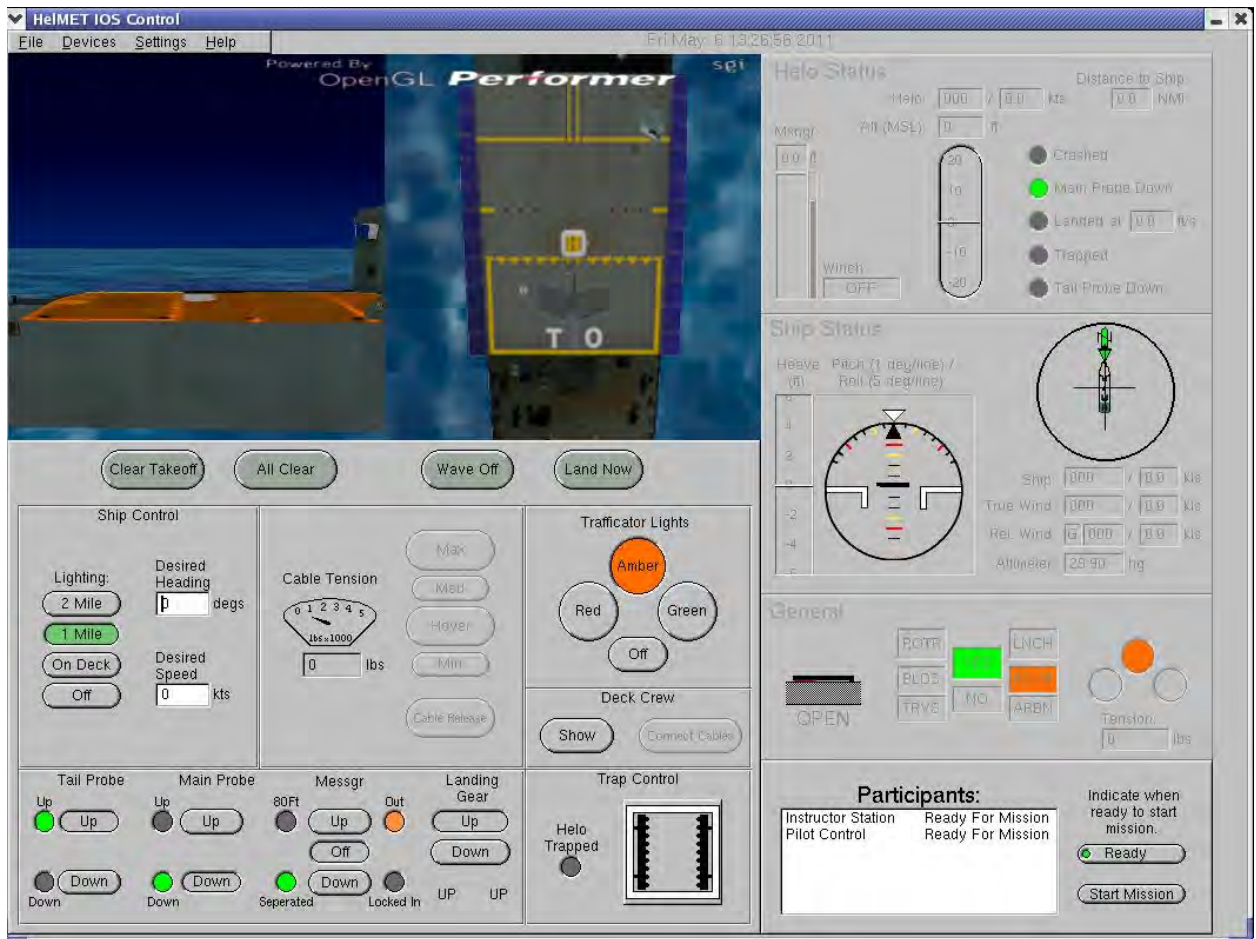 HelMET IOS Control
File Devices Settings Help
Fri May 6 13:26:56 2011
Powered By
OpenGL Performer
sgi
H
T O
Clear Takeoff All Clear Wave Off Land Now
Ship Control
Lighting:
2 Mile
1 Mile
On Deck
Off
Desired
Heading
0 degs
Desired
Speed
0 kts
Cable Tension
0 1 2 3 4 5
lbs x1000
0 lbs
Max
Med
Hover
Min
Cable Release
Trafficator Lights
Amber
Red Green
Off
Deck Crew
Show Connect Cables
Tail Probe
Up
Up
Down
Down
Main Probe
Up
Up
Down
Down
Messgr
80Ft Out
Up
Off
Down
Seperated Locked In
Landing
Gear
Up
Down
UP UP
Trap Control
Helo
Trapped
Helo Status
Distance to Ship
Helo 000 / 0.0 kts 0.0 NMI
Alt (MSL) 0 ft
Msngr
0.0 ft
Winch
OFF
20
10
0
-10
-20
Crashed
Main Probe Down
Landed at 0.0 f/s
Trapped
Tail Probe Down
Ship Status
Heave
(ft)
Pitch (1 deg/line) /
Roll (5 deg/line)
6
4
2
0
-2
-4
-6
Ship 000 / 0.0 kts
True Wind 000 / 0.0 kts
Rel. Wind G 000 / 0.0 kts
Altimeter 29.90 hg
General
OPEN
POTR
BLDS
TRVS
NO
LNCH
ARBN
Tension:
0 lbs
Participants:
Instructor Station Ready For Mission
Pilot Control Ready For Mission
Indicate when
ready to start
mission.
Ready
Start Mission